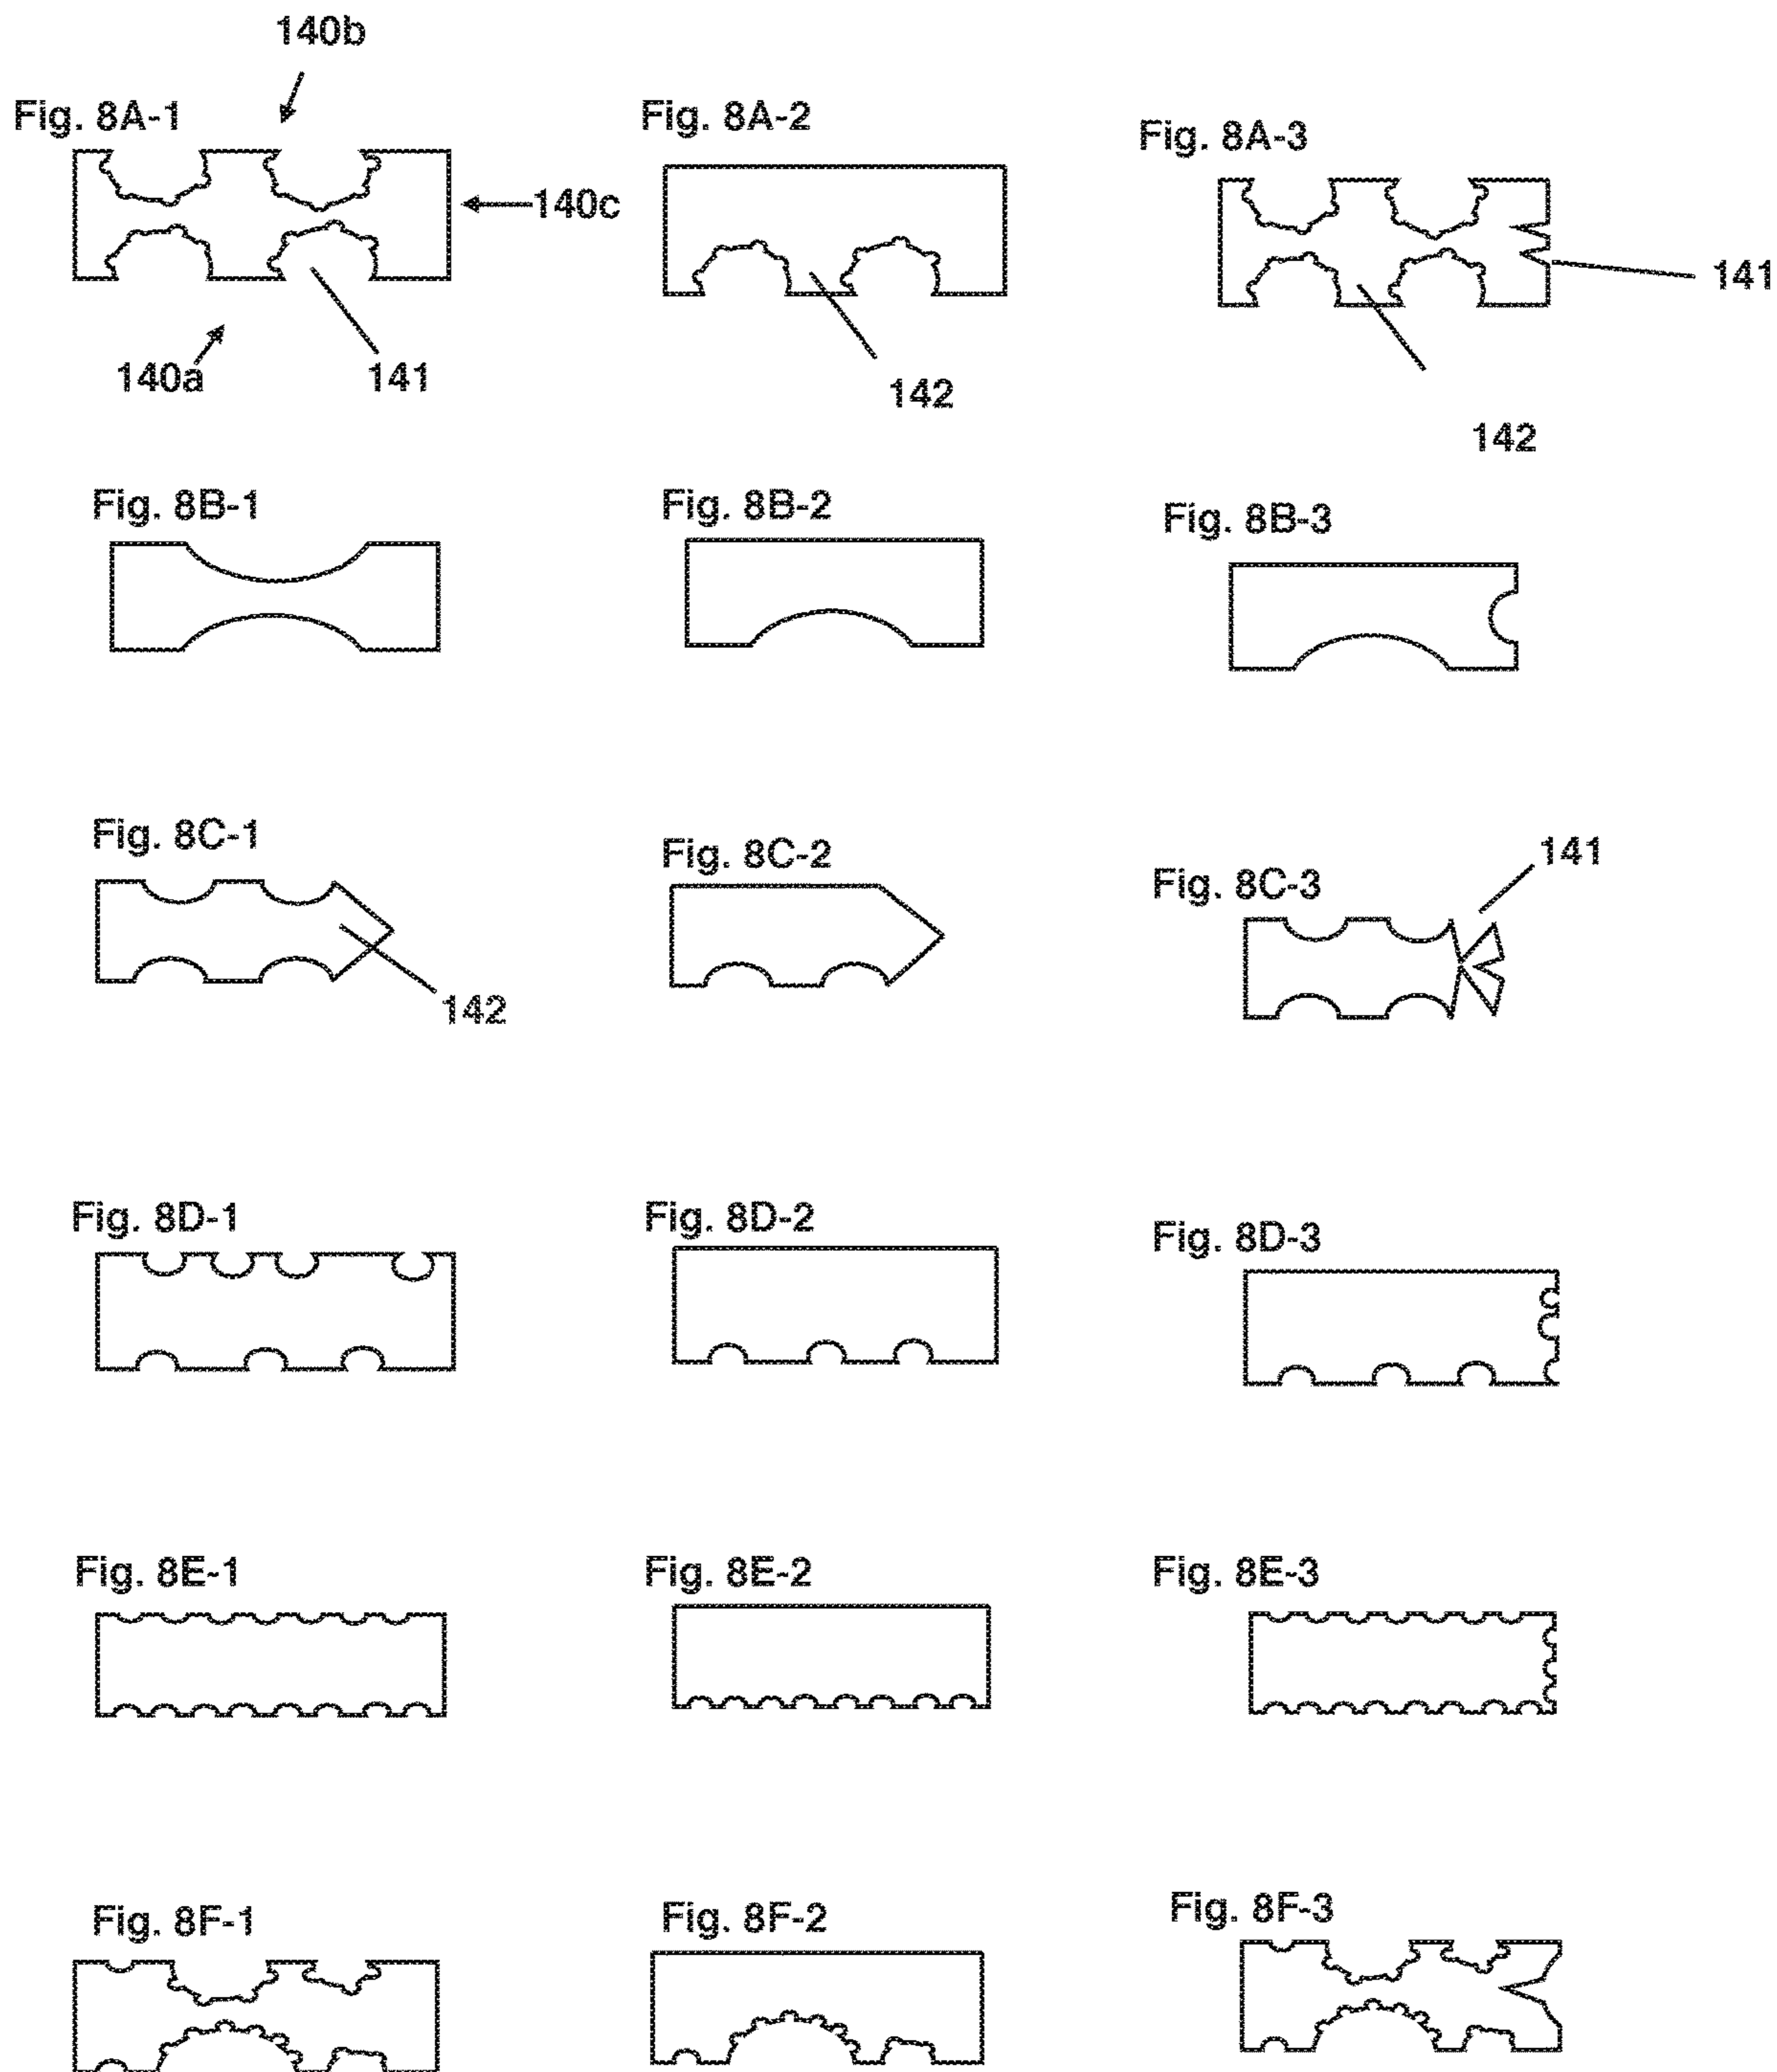 140b
Fig. 8A-1
Fig. 8A-2
Fig. 8A-3
140c
141
140a
141
142
142
Fig. 8B-1
Fig. 8B-2
Fig. 8B-3
Fig. 8C-1
Fig. 8C-2
Fig. 8C-3
141
142
Fig. 8D-1
Fig. 8D-2
Fig. 8D-3
Fig. 8E-1
Fig. 8E-2
Fig. 8E-3
Fig. 8F-1
Fig. 8F-2
Fig. 8F-3